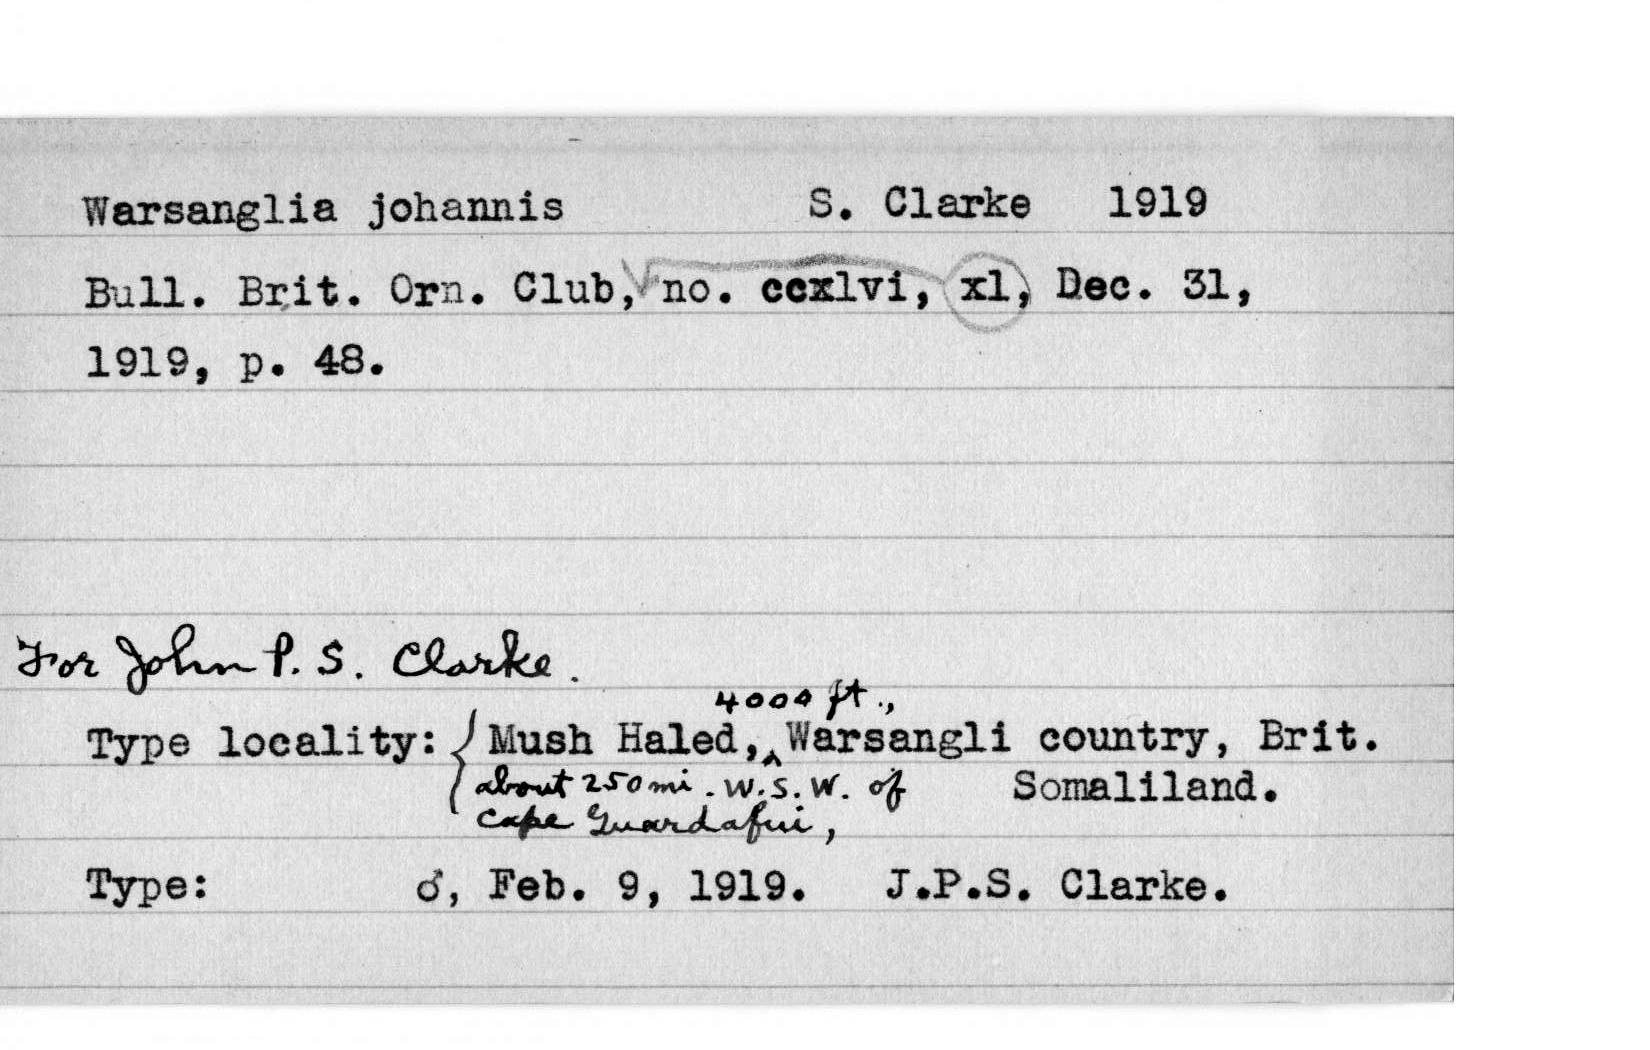 Warsanglia johannis S. Clarke 1919
Bull. Brit. Orn. Club, no. ccxlvi, xl, Dec. 31,
1919, p. 48.
For John P. S. Clarke.
4000 ft.,
Type locality: { Mush Haled, ‸ Warsangli country, Brit.
about 250 mi. W.S.W. of Somaliland.
Cape Guardafui,
Type: ♂, Feb. 9, 1919. J.P.S. Clarke.